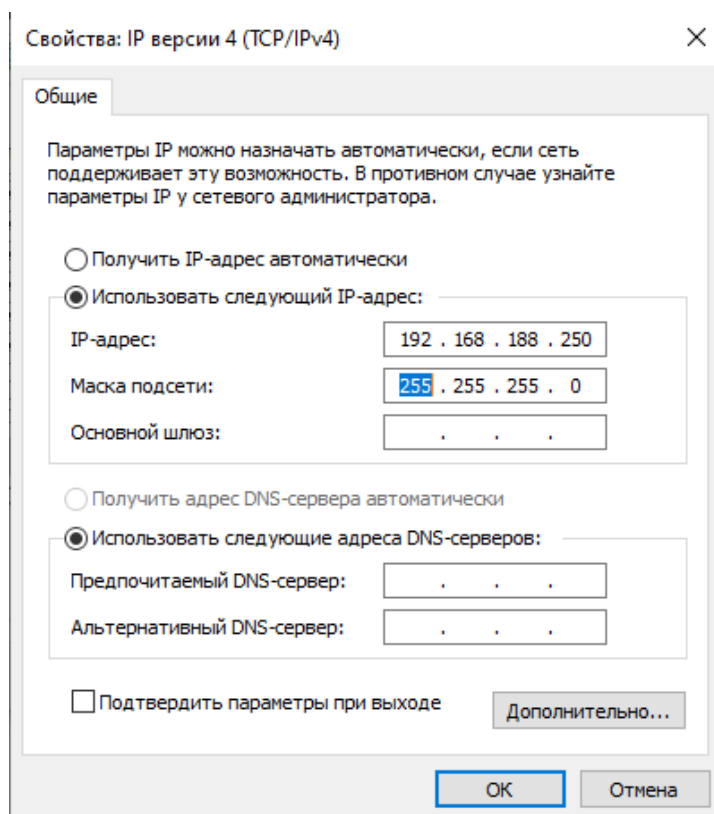 Свойства: IP версии 4 (TCP/IPv4)
Общие
Параметры IP можно назначать автоматически, если сеть
поддерживает эту возможность. В противном случае узнайте
параметры IP у сетевого администратора.
Получить IP-адрес автоматически
Использовать следующий IP-адрес:
IP-адрес: 192 . 168 . 188 . 250
Маска подсети: 255 . 255 . 255 . 0
Основной шлюз: . . .
Получить адрес DNS-сервера автоматически
Использовать следующие адреса DNS-серверов:
Предпочитаемый DNS-сервер: . . .
Альтернативный DNS-сервер: . . .
Подтвердить параметры при выходе
Дополнительно...
ОК Отмена